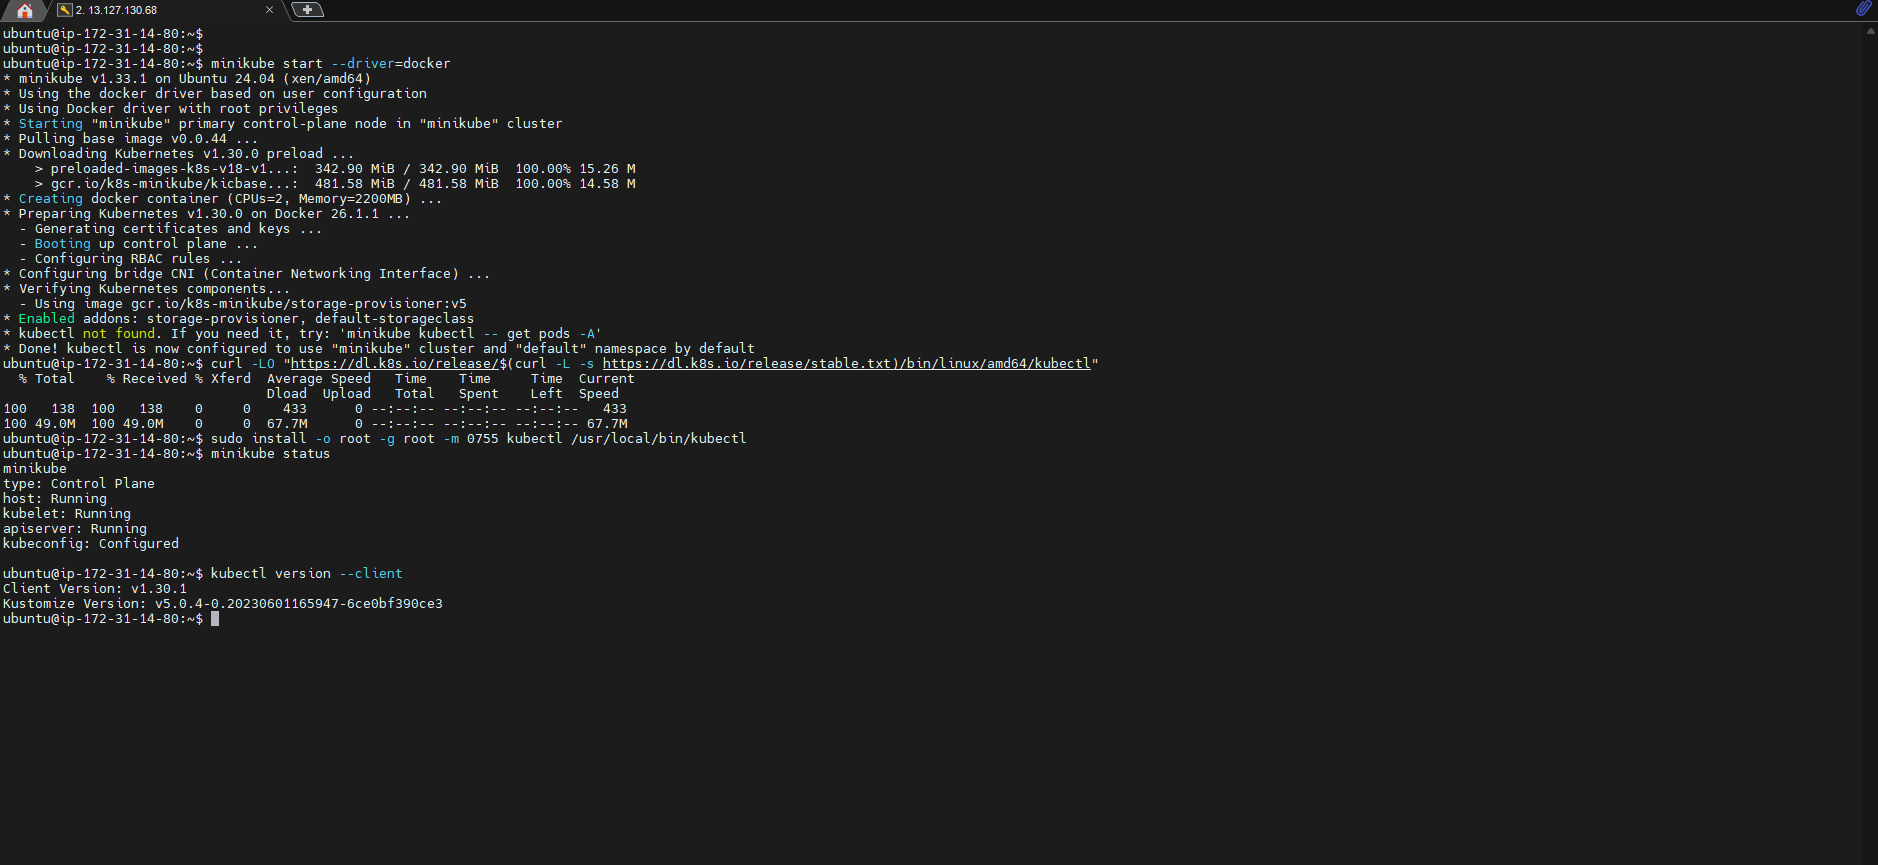 2. 13.127.130.68
ubuntu@ip-172-31-14-80:~$
ubuntu@ip-172-31-14-80:~$
ubuntu@ip-172-31-14-80:~$ minikube start --driver=docker
* minikube v1.33.1 on Ubuntu 24.04 (xen/amd64)
* Using the docker driver based on user configuration
* Using Docker driver with root privileges
* Starting "minikube" primary control-plane node in "minikube" cluster
* Pulling base image v0.0.44 ...
* Downloading Kubernetes v1.30.0 preload ...
    > preloaded-images-k8s-v18-v1...:  342.90 MiB / 342.90 MiB  100.00% 15.26 M
    > gcr.io/k8s-minikube/kicbase...:  481.58 MiB / 481.58 MiB  100.00% 14.58 M
* Creating docker container (CPUs=2, Memory=2200MB) ...
* Preparing Kubernetes v1.30.0 on Docker 26.1.1 ...
  - Generating certificates and keys ...
  - Booting up control plane ...
  - Configuring RBAC rules ...
* Configuring bridge CNI (Container Networking Interface) ...
* Verifying Kubernetes components...
  - Using image gcr.io/k8s-minikube/storage-provisioner:v5
* Enabled addons: storage-provisioner, default-storageclass
* kubectl not found. If you need it, try: 'minikube kubectl -- get pods -A'
* Done! kubectl is now configured to use "minikube" cluster and "default" namespace by default
ubuntu@ip-172-31-14-80:~$ curl -LO "https://dl.k8s.io/release/$(curl -L -s https://dl.k8s.io/release/stable.txt)/bin/linux/amd64/kubectl"
  % Total    % Received % Xferd  Average Speed   Time    Time     Time  Current
                                 Dload  Upload   Total   Spent    Left  Speed
100   138  100   138    0     0    433      0 --:--:-- --:--:-- --:--:--   433
100 49.0M  100 49.0M    0     0  67.7M      0 --:--:-- --:--:-- --:--:-- 67.7M
ubuntu@ip-172-31-14-80:~$ sudo install -o root -g root -m 0755 kubectl /usr/local/bin/kubectl
ubuntu@ip-172-31-14-80:~$ minikube status
minikube
type: Control Plane
host: Running
kubelet: Running
apiserver: Running
kubeconfig: Configured
ubuntu@ip-172-31-14-80:~$ kubectl version --client
Client Version: v1.30.1
Kustomize Version: v5.0.4-0.20230601165947-6ce0bf390ce3
ubuntu@ip-172-31-14-80:~$